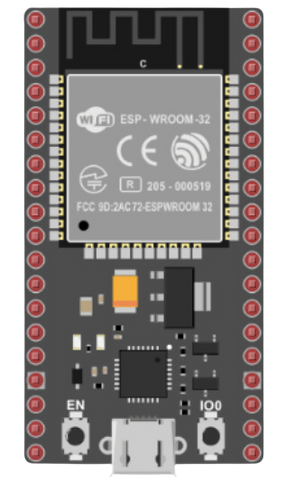 C
WiFi ESP - WROOM-32
CE
R 205 - 000519
FCC 9D:2AC72-ESPWROOM 32
EN IO0